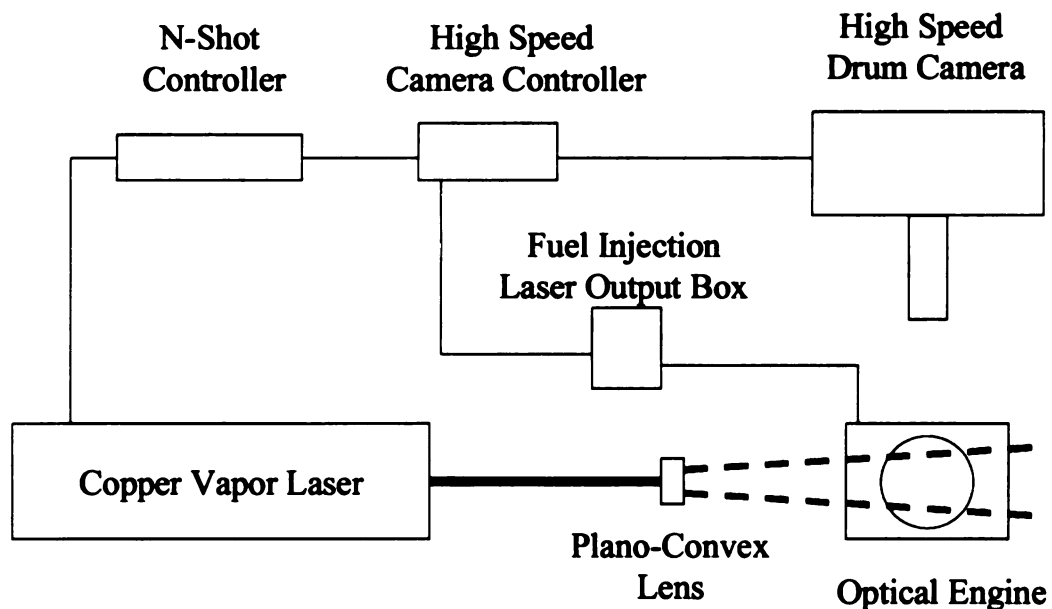 N-Shot
Controller
High Speed
Camera Controller
High Speed
Drum Camera
Fuel Injection
Laser Output Box
Copper Vapor Laser
Plano-Convex
Lens
Optical Engine